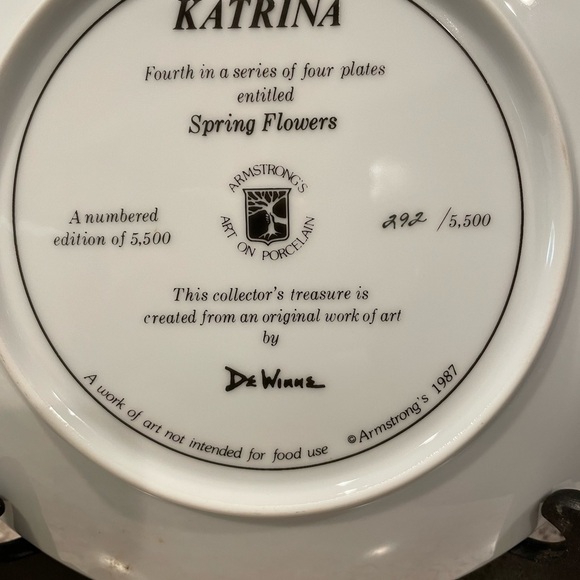 KATRINA
Fourth in a series of four plates
entitled
Spring Flowers
ARMSTRONG'S
ART ON PORCELAIN
A numbered
edition of 5,500
292 /5,500
This collector's treasure is
created from an original work of art
by
DeWinne
A work of art not intended for food use
© Armstrong's 1987